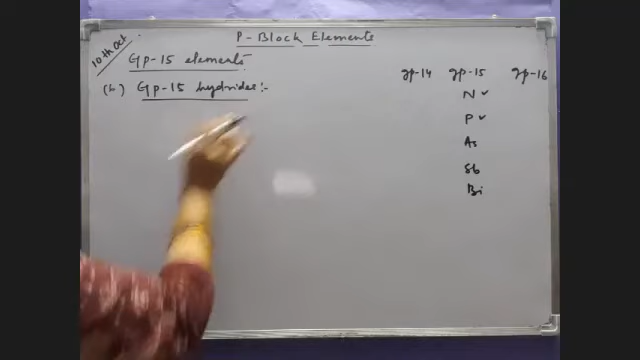 P-Block Elements
10th Oct.
Gp-15 elements:
(h) Gp-15 hydrides:-
gp-14 gp-15 gp-16
N ✓
P ✓
As
Sb
Bi